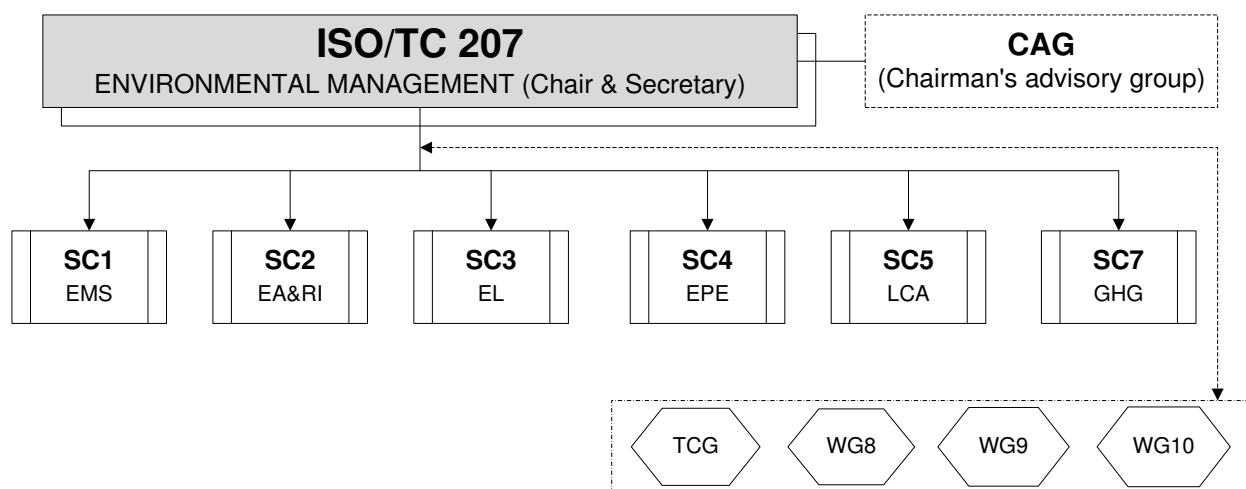 ISO/TC 207
ENVIRONMENTAL MANAGEMENT (Chair & Secretary)
CAG
(Chairman's advisory group)
SC1
EMS
SC2
EA&RI
SC3
EL
SC4
EPE
SC5
LCA
SC7
GHG
TCG
WG8
WG9
WG10